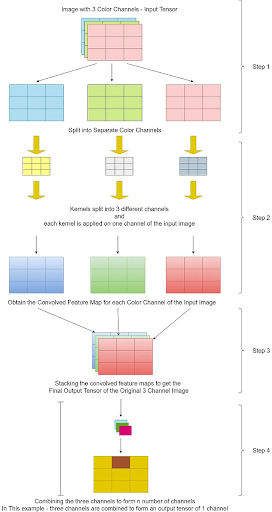 Image with 3 Color Channels - Input Tensor
Step 1
Split into Separate Color Channels
Kernels split into 3 different channels
and
each kernel is applied on one channel of the input image
Step 2
Obtain the Convolved Feature Map for each Color Channel of the Input Image
Step 3
Stacking the convolved feature maps to get the
Final Output Tensor of the Original 3 Channel Image
Step 4
Combining the three channels to form n number of channels
In This example - three channels are combined to form an output tensor of 1 channel